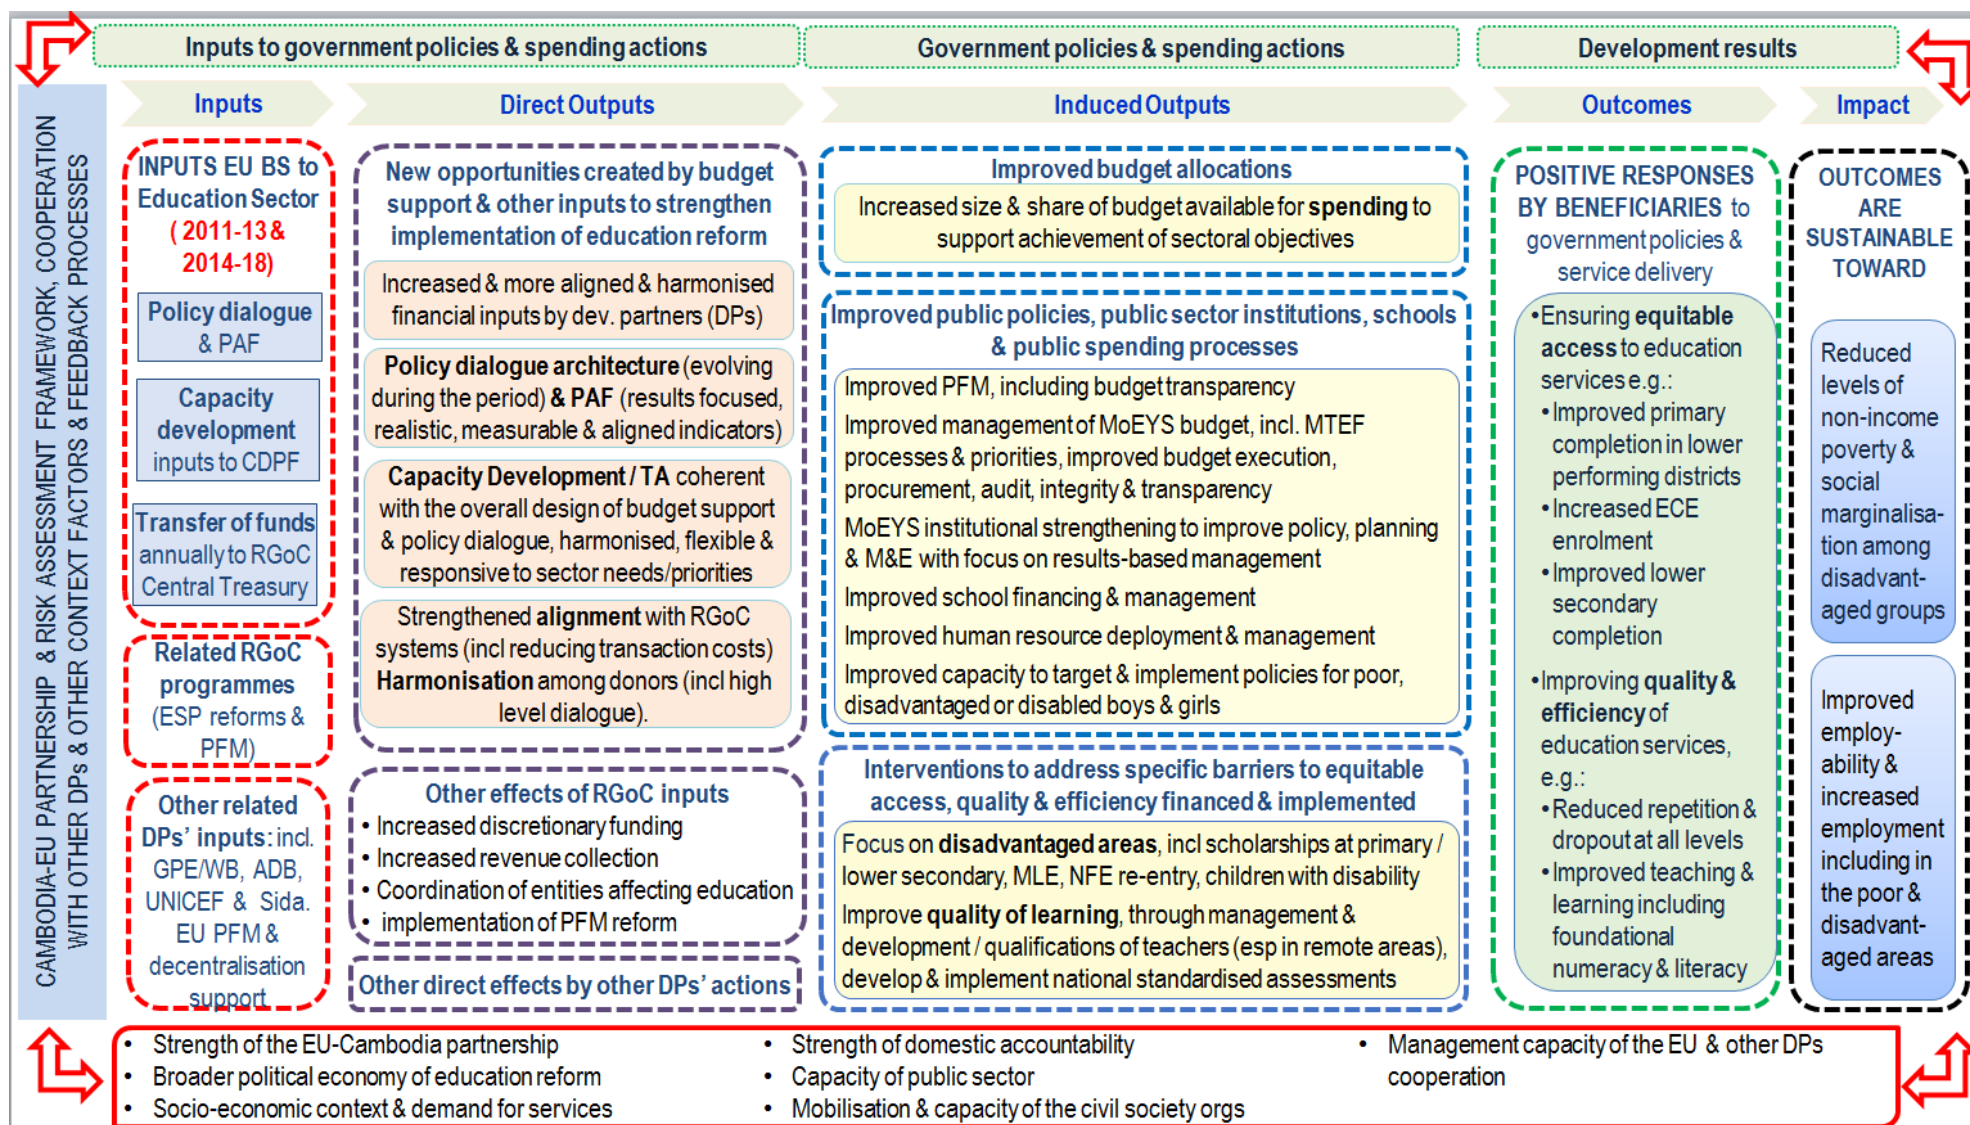 Inputs to government policies & spending actions
Government policies & spending actions
Development results
Inputs
Direct Outputs
Induced Outputs
Outcomes
Impact
CAMBODIA-EU PARTNERSHIP & RISK ASSESSMENT FRAMEWORK, COOPERATION
WITH OTHER DPs & OTHER CONTEXT FACTORS & FEEDBACK PROCESSES
INPUTS EU BS to
Education Sector
( 2011-13 &
2014-18)
Policy dialogue
& PAF
Capacity
development
inputs to CDPF
Transfer of funds
annually to RGoC
Central Treasury
Related RGoC
programmes
(ESP reforms &
PFM)
Other related
DPs' inputs: incl.
GPE/WB, ADB,
UNICEF & Sida.
EU PFM &
decentralisation
support
New opportunities created by budget
support & other inputs to strengthen
implementation of education reform
Increased & more aligned & harmonised
financial inputs by dev. partners (DPs)
Policy dialogue architecture (evolving
during the period) & PAF (results focused,
realistic, measurable & aligned indicators)
Capacity Development / TA coherent
with the overall design of budget support
& policy dialogue, harmonised, flexible &
responsive to sector needs/priorities
Strengthened alignment with RGoC
systems (incl reducing transaction costs)
Harmonisation among donors (incl high
level dialogue).
Other effects of RGoC inputs
• Increased discretionary funding
• Increased revenue collection
• Coordination of entities affecting education
• implementation of PFM reform
Other direct effects by other DPs' actions
Improved budget allocations
Increased size & share of budget available for spending to
support achievement of sectoral objectives
Improved public policies, public sector institutions, schools
& public spending processes
Improved PFM, including budget transparency
Improved management of MoEYS budget, incl. MTEF
processes & priorities, improved budget execution,
procurement, audit, integrity & transparency
MoEYS institutional strengthening to improve policy, planning
& M&E with focus on results-based management
Improved school financing & management
Improved human resource deployment & management
Improved capacity to target & implement policies for poor,
disadvantaged or disabled boys & girls
Interventions to address specific barriers to equitable
access, quality & efficiency financed & implemented
Focus on disadvantaged areas, incl scholarships at primary /
lower secondary, MLE, NFE re-entry, children with disability
Improve quality of learning, through management &
development / qualifications of teachers (esp in remote areas),
develop & implement national standardised assessments
POSITIVE RESPONSES
BY BENEFICIARIES to
government policies &
service delivery
•Ensuring equitable
access to education
services e.g.:
•Improved primary
completion in lower
performing districts
•Increased ECE
enrolment
•Improved lower
secondary
completion
•Improving quality &
efficiency of
education services,
e.g.:
•Reduced repetition &
dropout at all levels
•Improved teaching &
learning including
foundational
numeracy & literacy
OUTCOMES
ARE
SUSTAINABLE
TOWARD
Reduced
levels of
non-income
poverty &
social
marginalisa-
tion among
disadvant-
aged groups
Improved
employ-
ability &
increased
employment
including in
the poor &
disadvant-
aged areas
• Strength of the EU-Cambodia partnership
• Broader political economy of education reform
• Socio-economic context & demand for services
• Strength of domestic accountability
• Capacity of public sector
• Mobilisation & capacity of the civil society orgs
• Management capacity of the EU & other DPs
cooperation